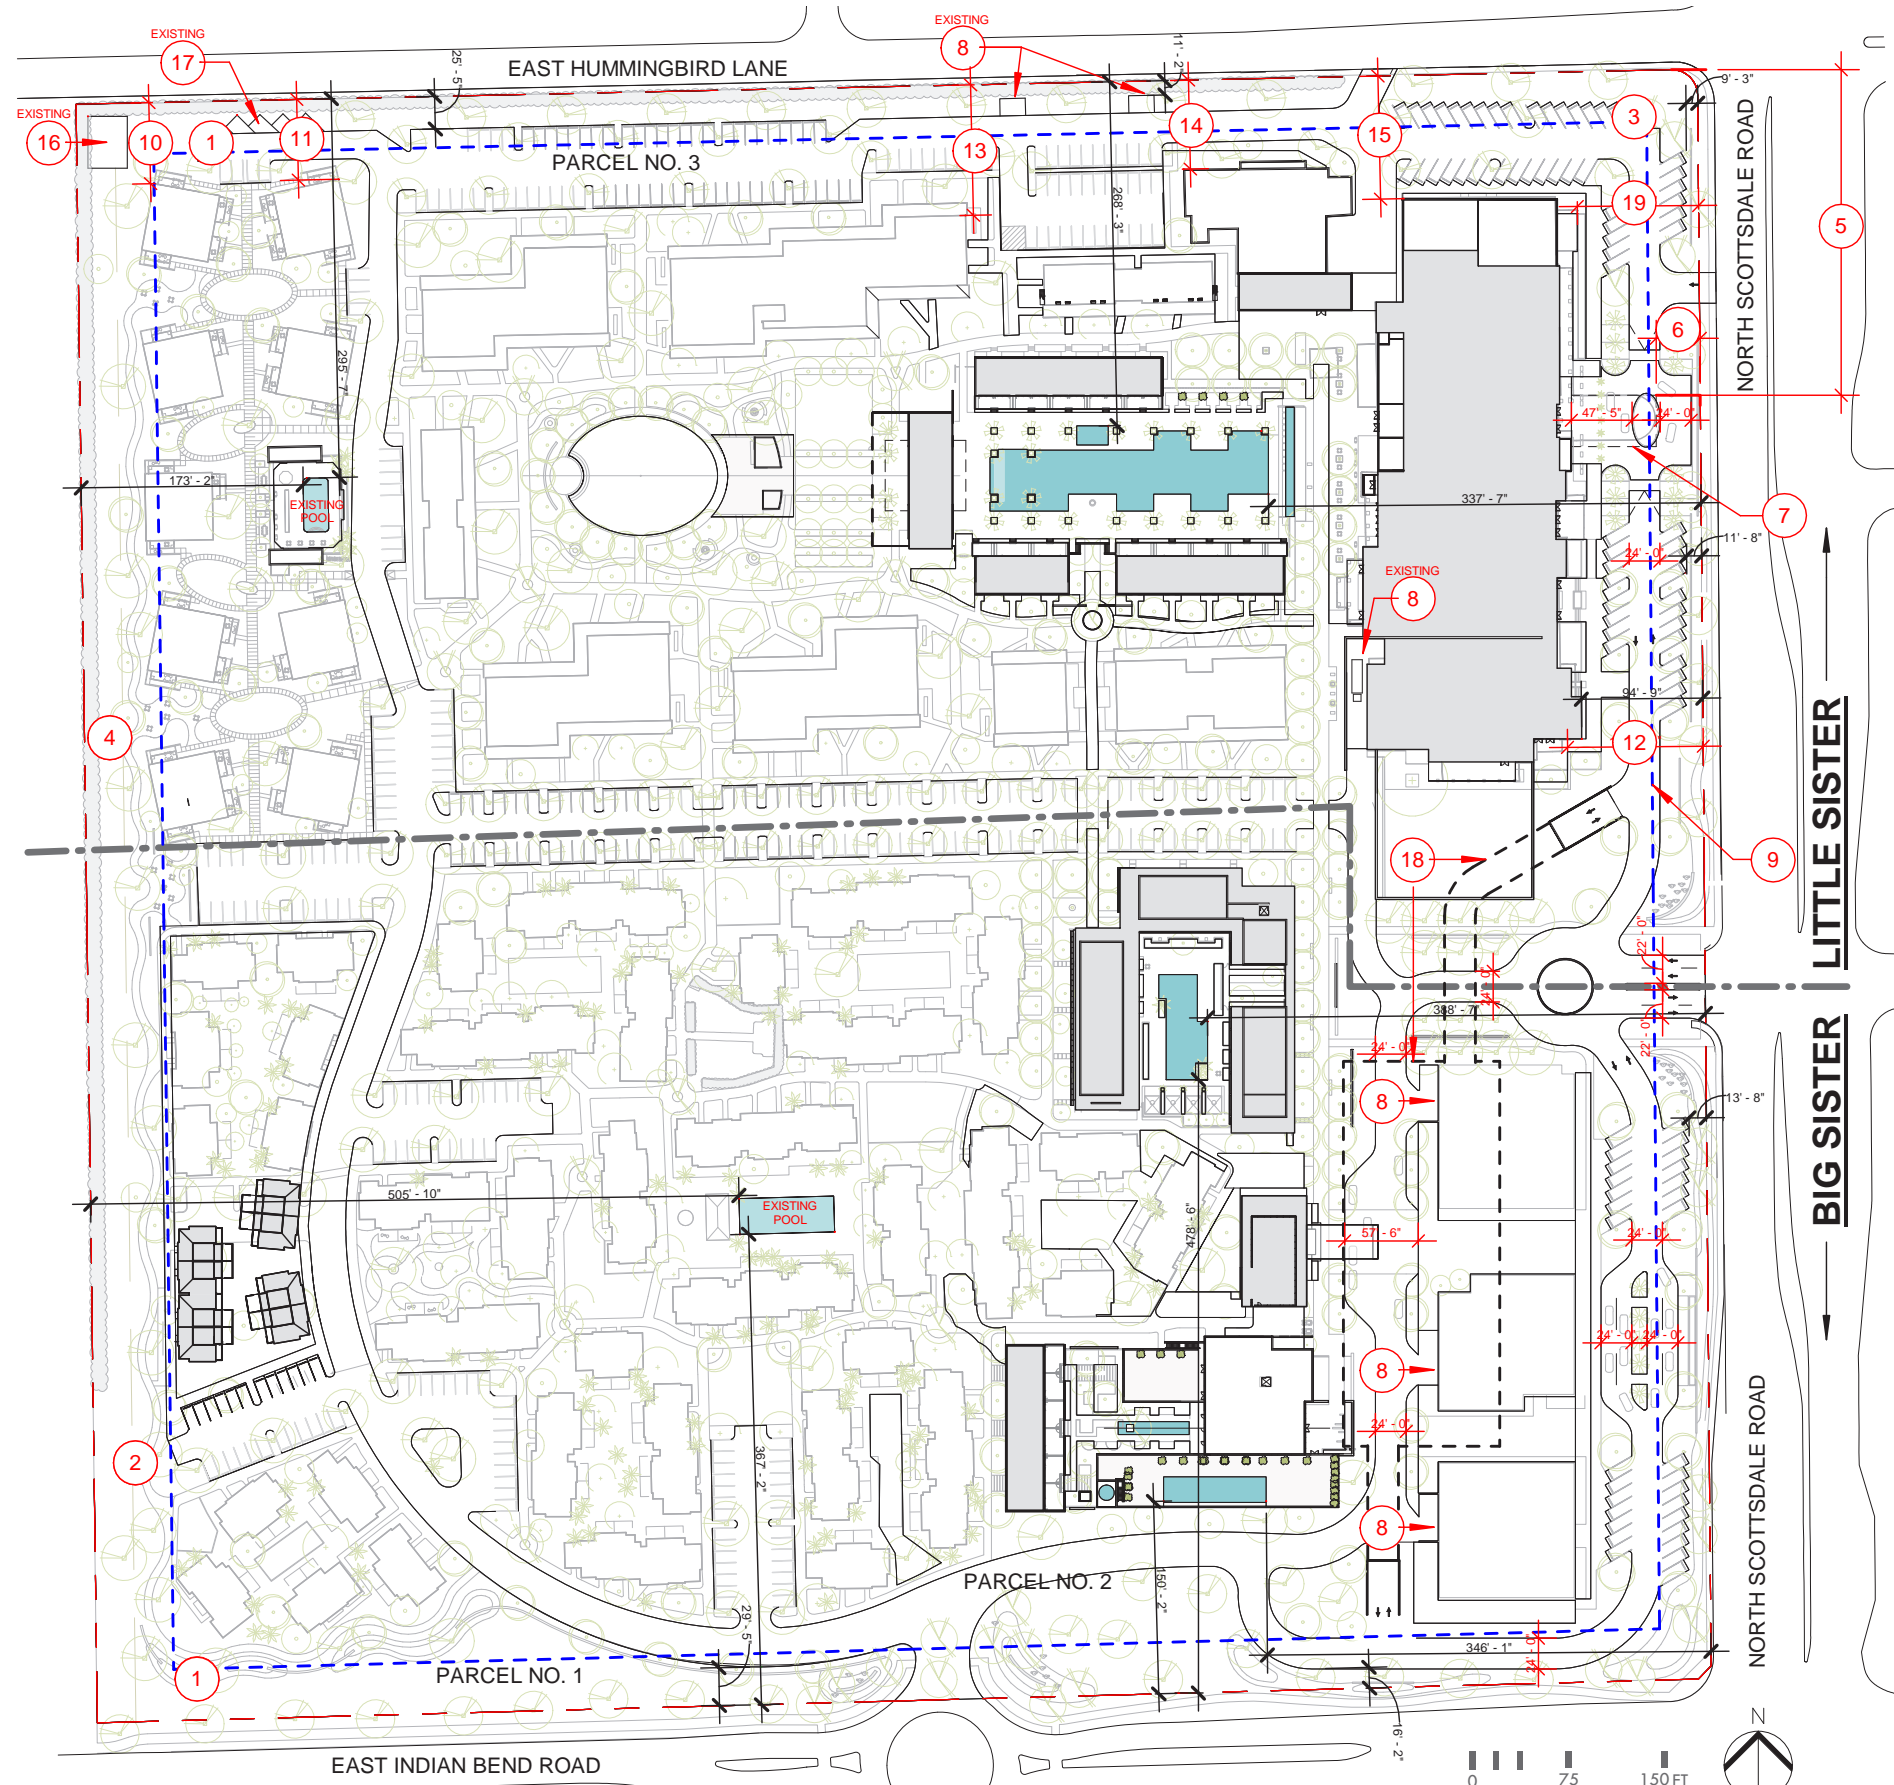 EXISTING
17
EXISTING
8
EAST HUMMINGBIRD LANE
25' - 5"
11' - 2"
9' - 3"
EXISTING
16
10
1
11
13
14
15
3
PARCEL NO. 3
NORTH SCOTTSDALE ROAD
268' - 3"
19
5
6
295' - 7"
47' - 5"
24' - 0"
173' - 2"
EXISTING
POOL
337' - 7"
7
11' - 8"
24' - 0"
EXISTING
8
94' - 9"
4
12
LITTLE SISTER
18
9
22' - 0"
24' - 0"
388' - 7"
22' - 0"
24' - 0"
8
13' - 8"
BIG SISTER
505' - 10"
EXISTING
POOL
478' - 6"
57' - 6"
24' - 0"
24' - 0"
24' - 0"
8
24' - 0"
2
367' - 2"
NORTH SCOTTSDALE ROAD
8
PARCEL NO. 2
150' - 2"
29' - 5"
346' - 1"
24' - 0"
1
PARCEL NO. 1
16' - 2"
N
EAST INDIAN BEND ROAD
0
75
150 FT